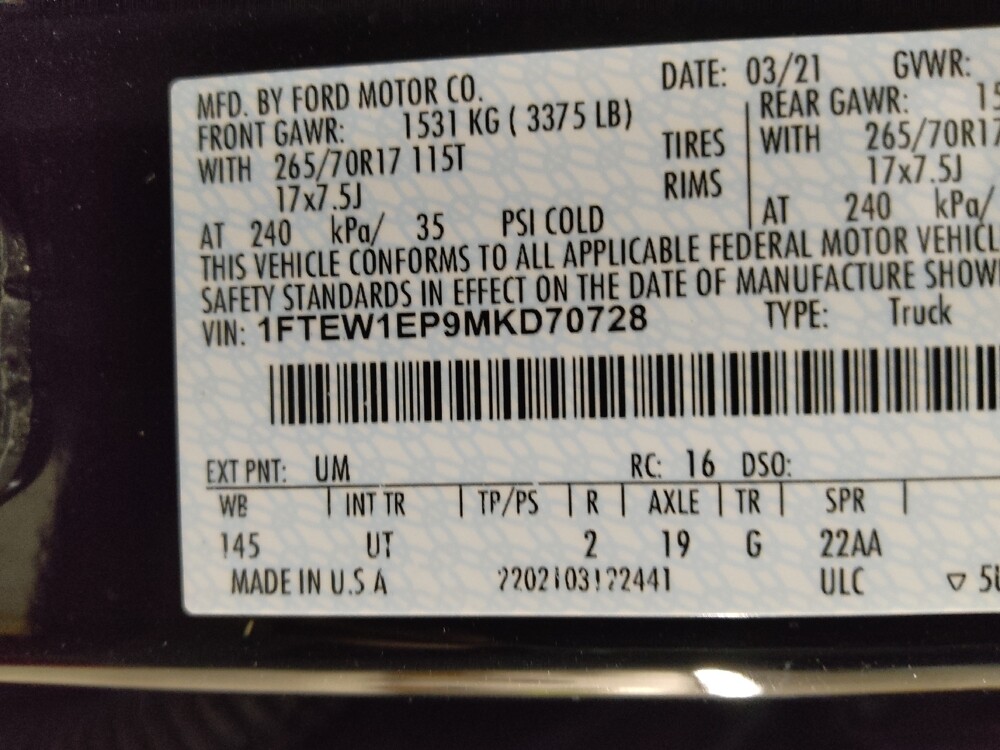 MFD. BY FORD MOTOR CO. DATE: 03/21 GVWR:
FRONT GAWR: 1531 KG ( 3375 LB) REAR GAWR: 15
WITH 265/70R17 115T TIRES WITH 265/70R17
17x7.5J RIMS 17x7.5J
AT 240 kPa/ 35 PSI COLD AT 240 kPa/
THIS VEHICLE CONFORMS TO ALL APPLICABLE FEDERAL MOTOR VEHICL
SAFETY STANDARDS IN EFFECT ON THE DATE OF MANUFACTURE SHOW
VIN: 1FTEW1EP9MKD70728 TYPE: Truck
EXT PNT: UM RC: 16 DSO:
WB | INT TR | TP/PS | R | AXLE | TR | SPR |
145 UT 2 19 G 22AA
MADE IN U.S A ULC ▽